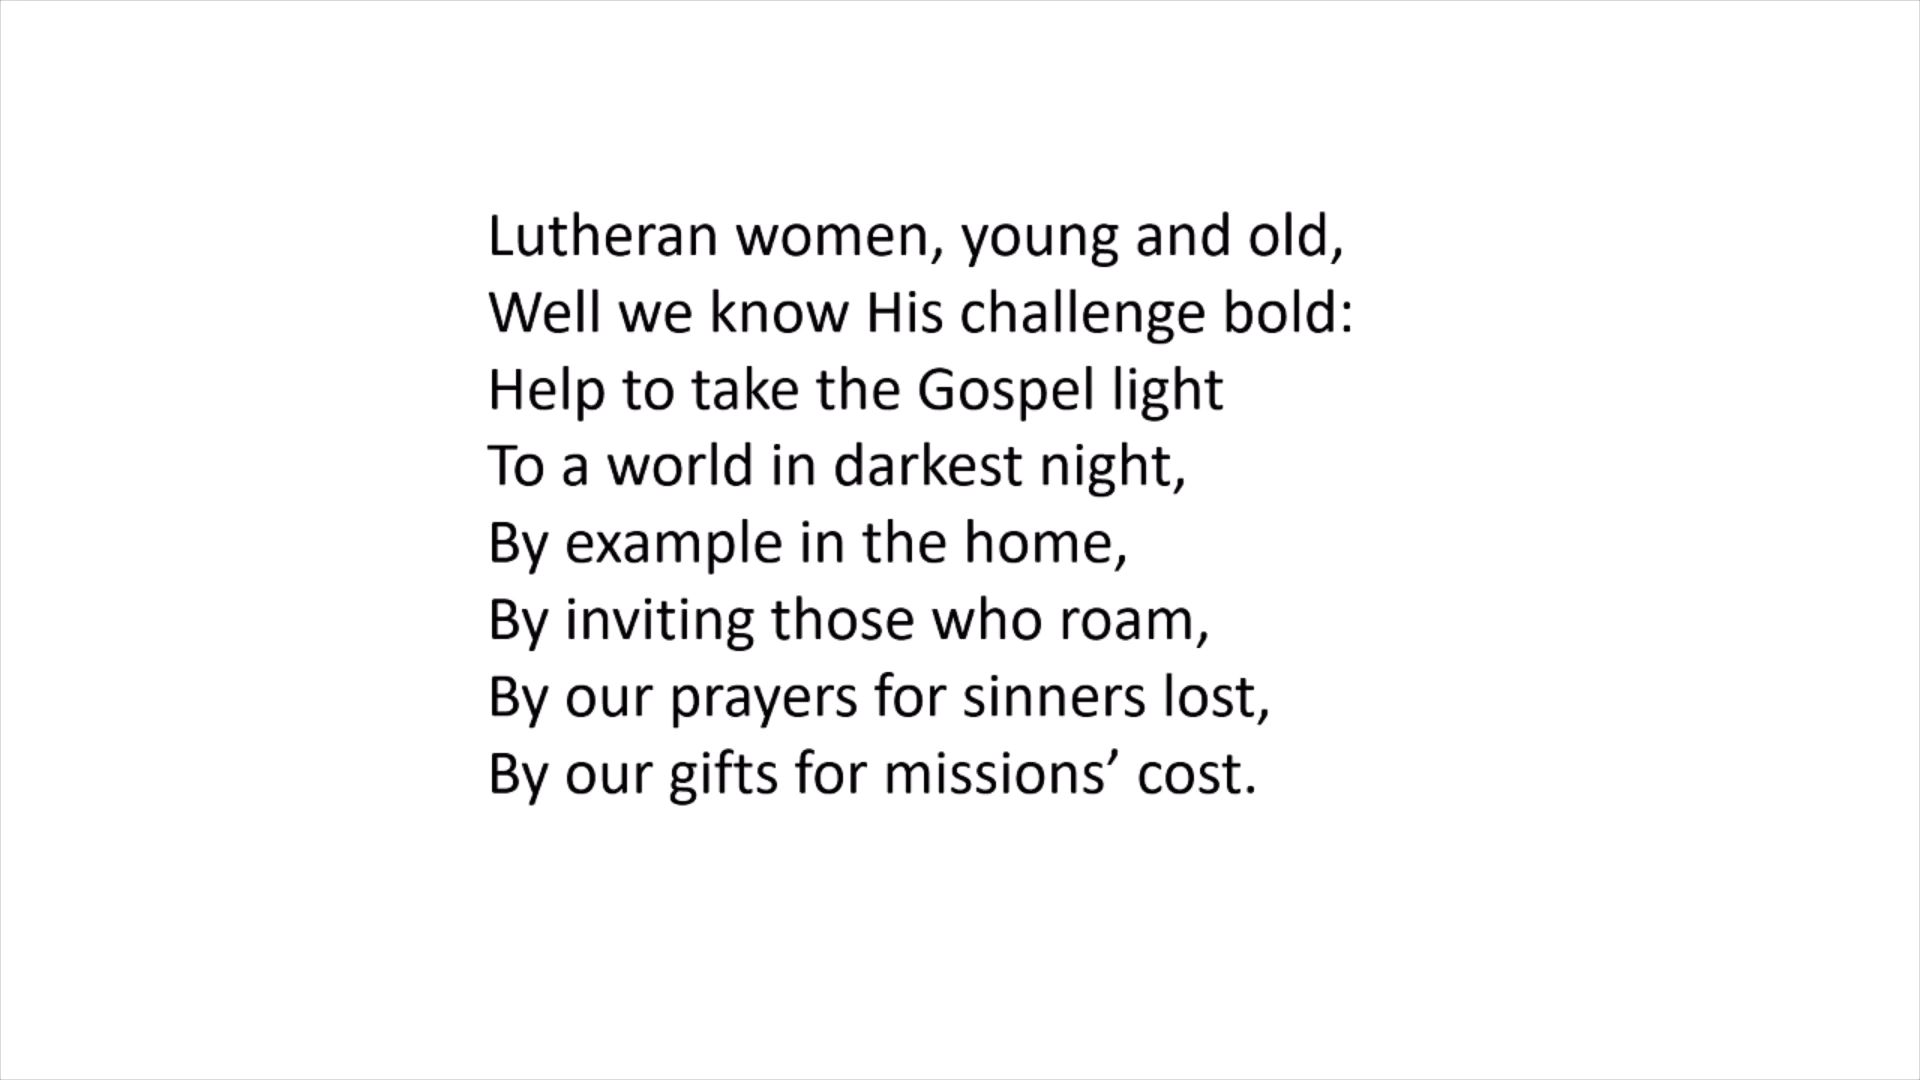 Lutheran women, young and old,
Well we know His challenge bold:
Help to take the Gospel light
To a world in darkest night,
By example in the home,
By inviting those who roam,
By our prayers for sinners lost,
By our gifts for missions’ cost.